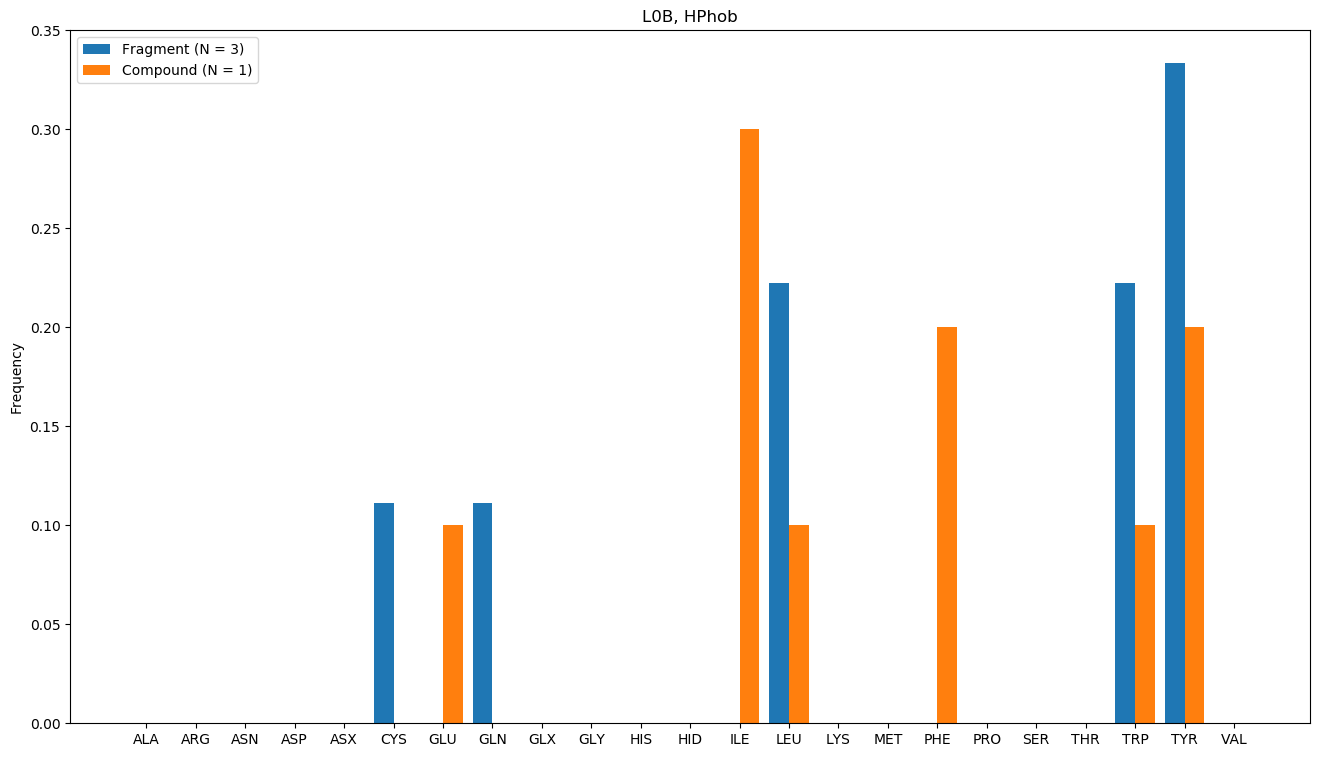 L0B, HPhob
Fragment (N = 3)
Compound (N = 1)
Frequency
0.35
0.30
0.25
0.20
0.15
0.10
0.05
0.00
ALA ARG ASN ASP ASX CYS GLU GLN GLX GLY HIS HID ILE LEU LYS MET PHE PRO SER THR TRP TYR VAL